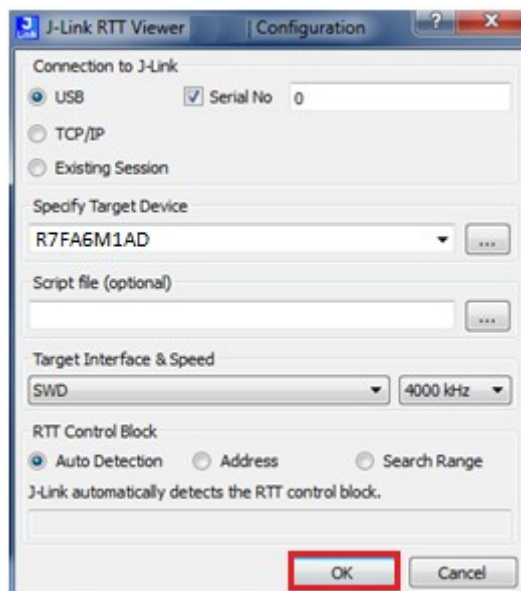 J-Link RTT Viewer | Configuration
Connection to J-Link
USB Serial No 0
TCP/IP
Existing Session
Specify Target Device
R7FA6M1AD ...
Script file (optional)
...
Target Interface & Speed
SWD 4000 kHz
RTT Control Block
Auto Detection Address Search Range
J-Link automatically detects the RTT control block.
OK Cancel